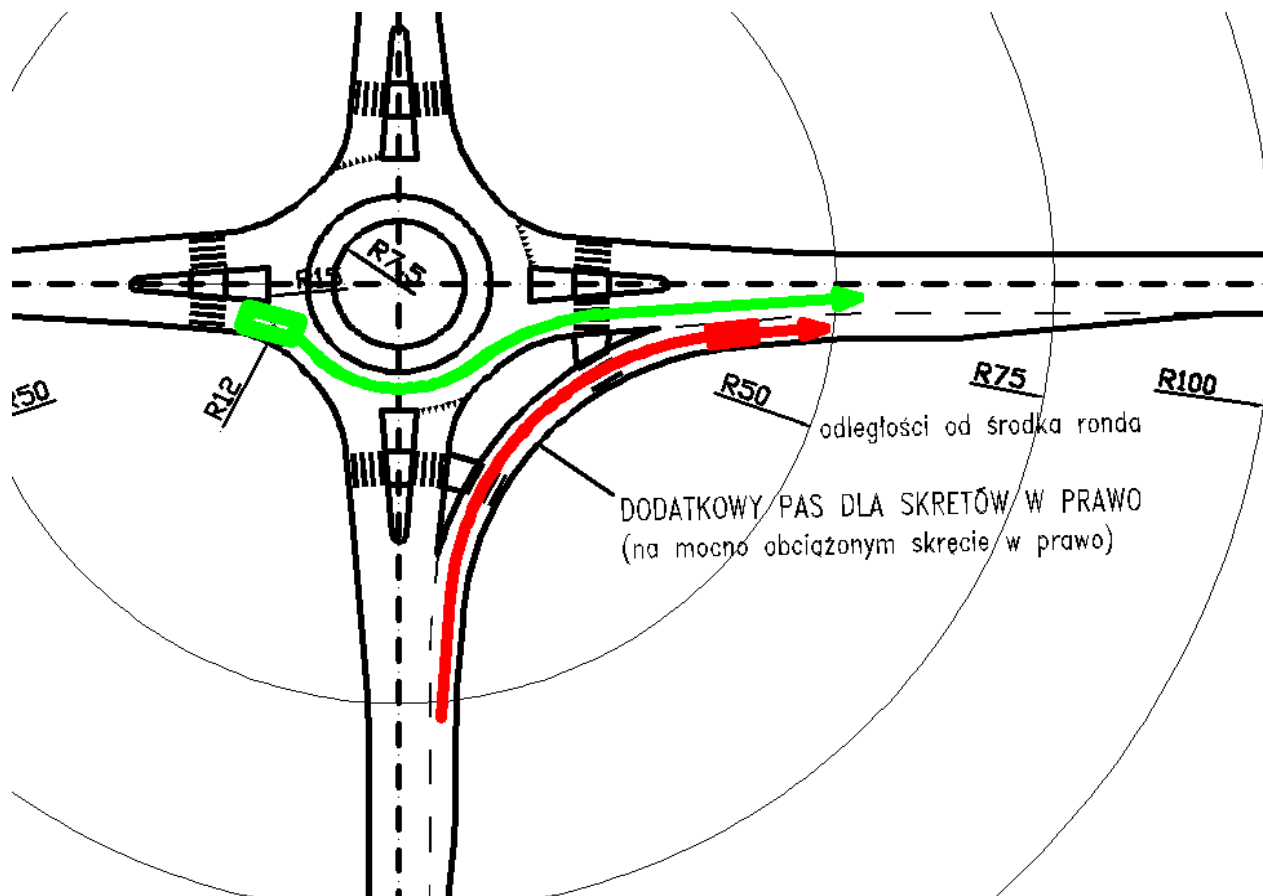 R7,5
R15
R12
R50
R50
R75
R100
odległości od środka ronda
DODATKOWY PAS DLA SKRETÓW W PRAWO
(na mocno obciążonym skręcie w prawo)